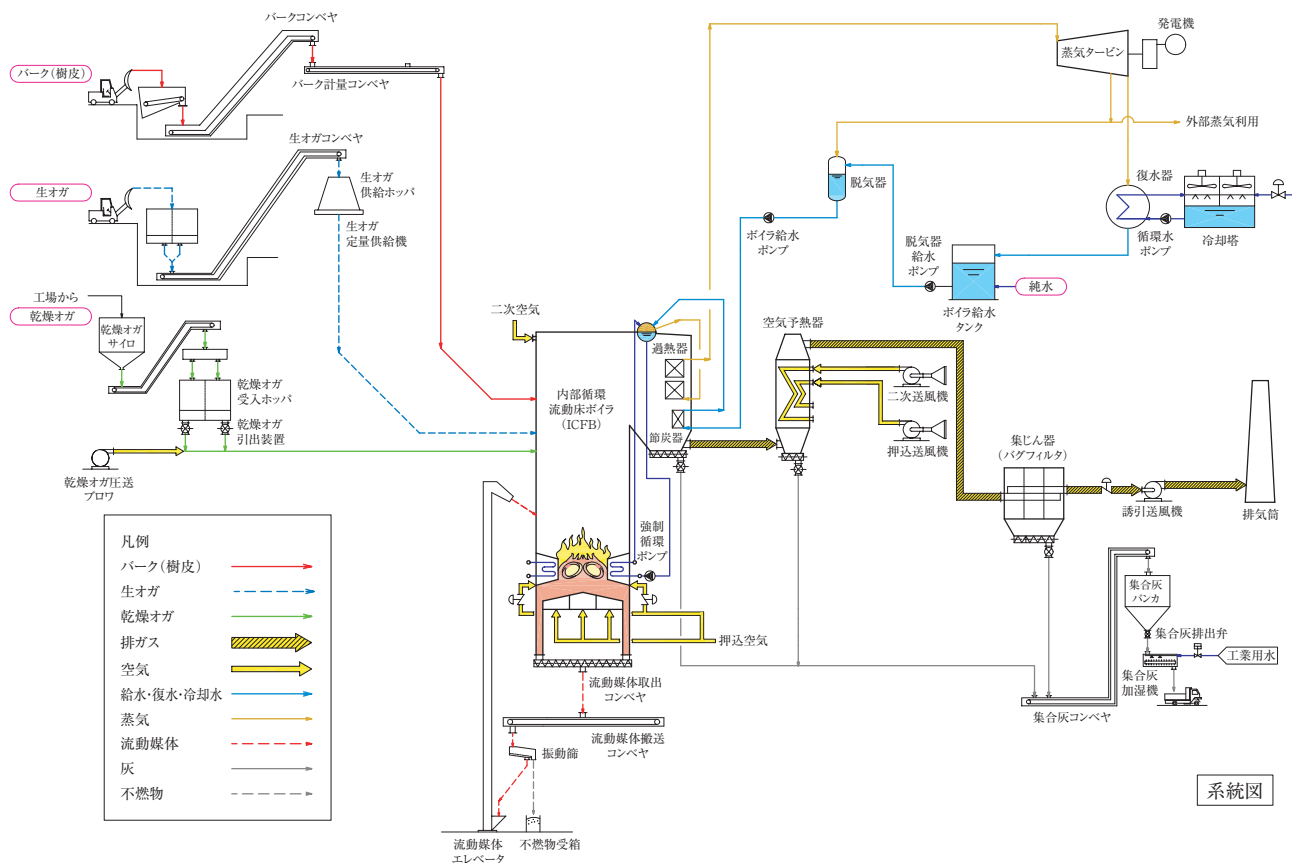 バークコンベヤ
バーク(樹皮)
バーク計量コンベヤ
生オガコンベヤ
生オガ
生オガ
供給ホッパ
生オガ
定量供給機
工場から
乾燥オガ
乾燥オガ
サイロ
乾燥オガ
受入ホッパ
乾燥オガ
引出装置
乾燥オガ圧送
ブロワ
発電機
蒸気タービン
外部蒸気利用
脱気器
復水器
ボイラ給水
ポンプ
脱気器
給水
ポンプ
循環水
ポンプ
冷却塔
純水
ボイラ給水
タンク
二次空気
過熱器
内部循環
流動床ボイラ
(ICFB)
節炭器
空気予熱器
二次送風機
押込送風機
集じん器
(バグフィルタ)
誘引送風機
排気筒
強制
循環
ポンプ
押込空気
流動媒体取出
コンベヤ
流動媒体搬送
コンベヤ
振動篩
流動媒体
エレベータ
不燃物受箱
集合灰
バンカ
集合灰排出弁
工業用水
集合灰
加湿機
集合灰コンベヤ
凡例
バーク(樹皮)
生オガ
乾燥オガ
排ガス
空気
給水・復水・冷却水
蒸気
流動媒体
灰
不燃物
系統図